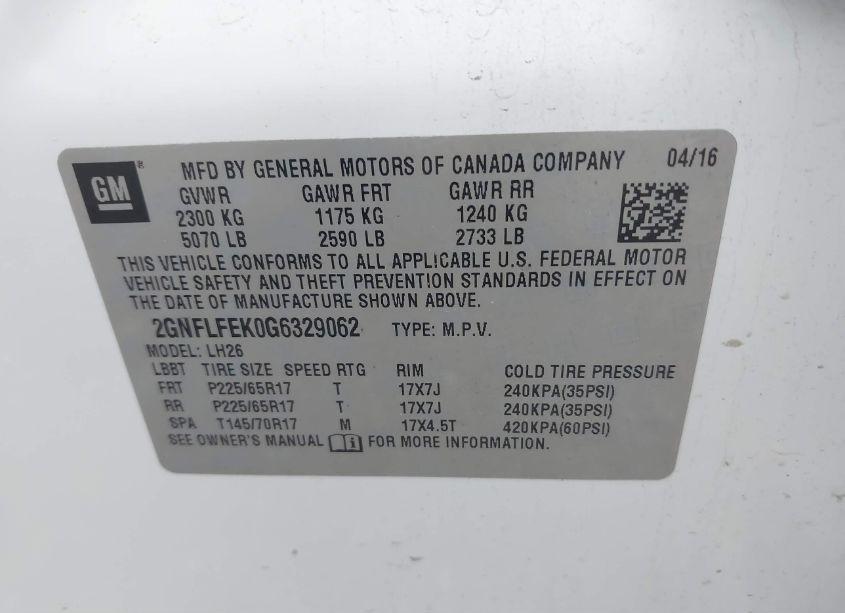 GM ® MFD BY GENERAL MOTORS OF CANADA COMPANY 04/16
GVWR GAWR FRT GAWR RR
2300 KG 1175 KG 1240 KG
5070 LB 2590 LB 2733 LB
THIS VEHICLE CONFORMS TO ALL APPLICABLE U.S. FEDERAL MOTOR
VEHICLE SAFETY AND THEFT PREVENTION STANDARDS IN EFFECT ON
THE DATE OF MANUFACTURE SHOWN ABOVE.
2GNFLFEK0G6329062 TYPE: M.P.V.
MODEL: LH26
LBBT TIRE SIZE SPEED RTG RIM COLD TIRE PRESSURE
FRT P225/65R17 T 17X7J 240KPA(35PSI)
RR P225/65R17 T 17X7J 240KPA(35PSI)
SPA T145/70R17 M 17X4.5T 420KPA(60PSI)
SEE OWNER'S MANUAL FOR MORE INFORMATION.